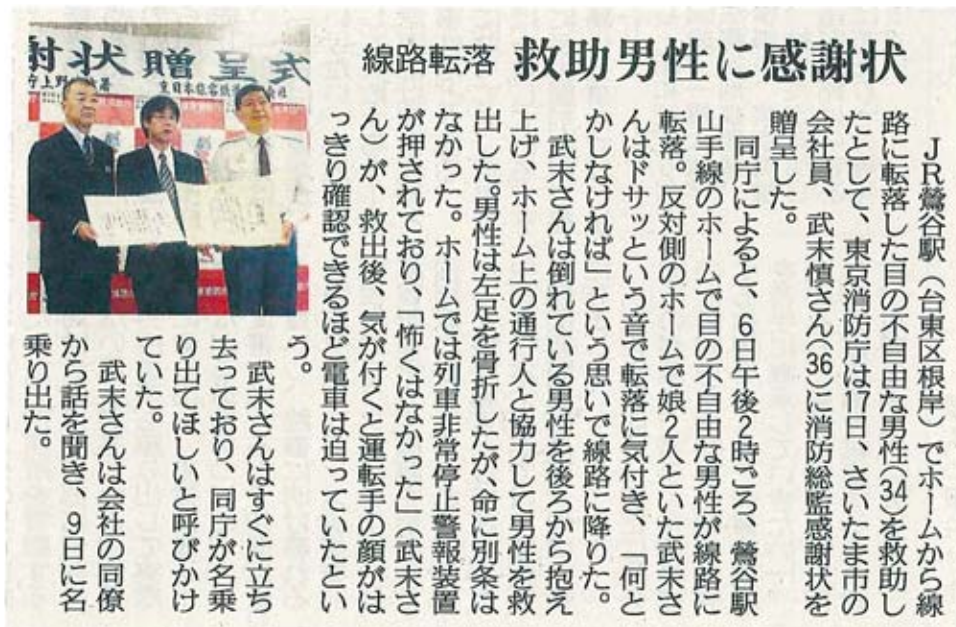 線路転落 救助男性に感謝状
ＪＲ鶯谷駅（台東区根岸）でホームから線
路に転落した目の不自由な男性(34)を救助し
たとして、東京消防庁は17日、さいたま市の
会社員、武末慎さん(36)に消防総監感謝状を
贈呈した。
同庁によると、６日午後２時ごろ、鶯谷駅
山手線のホームで目の不自由な男性が線路に
転落。反対側のホームで娘２人といた武末さ
んはドサッという音で転落に気付き、「何と
かしなければ」という思いで線路に降りた。
武末さんは倒れている男性を後ろから抱え
上げ、ホーム上の通行人と協力して男性を救
出した。男性は左足を骨折したが、命に別条は
なかった。ホームでは列車非常停止警報装置
が押されており、「怖くはなかった」（武末さ
ん）が、救出後、気が付くと運転手の顔がは
っきり確認できるほど電車は迫っていたとい
う。
武末さんはすぐに立ち
去っており、同庁が名乗
り出てほしいと呼びかけ
ていた。
武末さんは会社の同僚
から話を聞き、９日に名
乗り出た。
状贈呈式